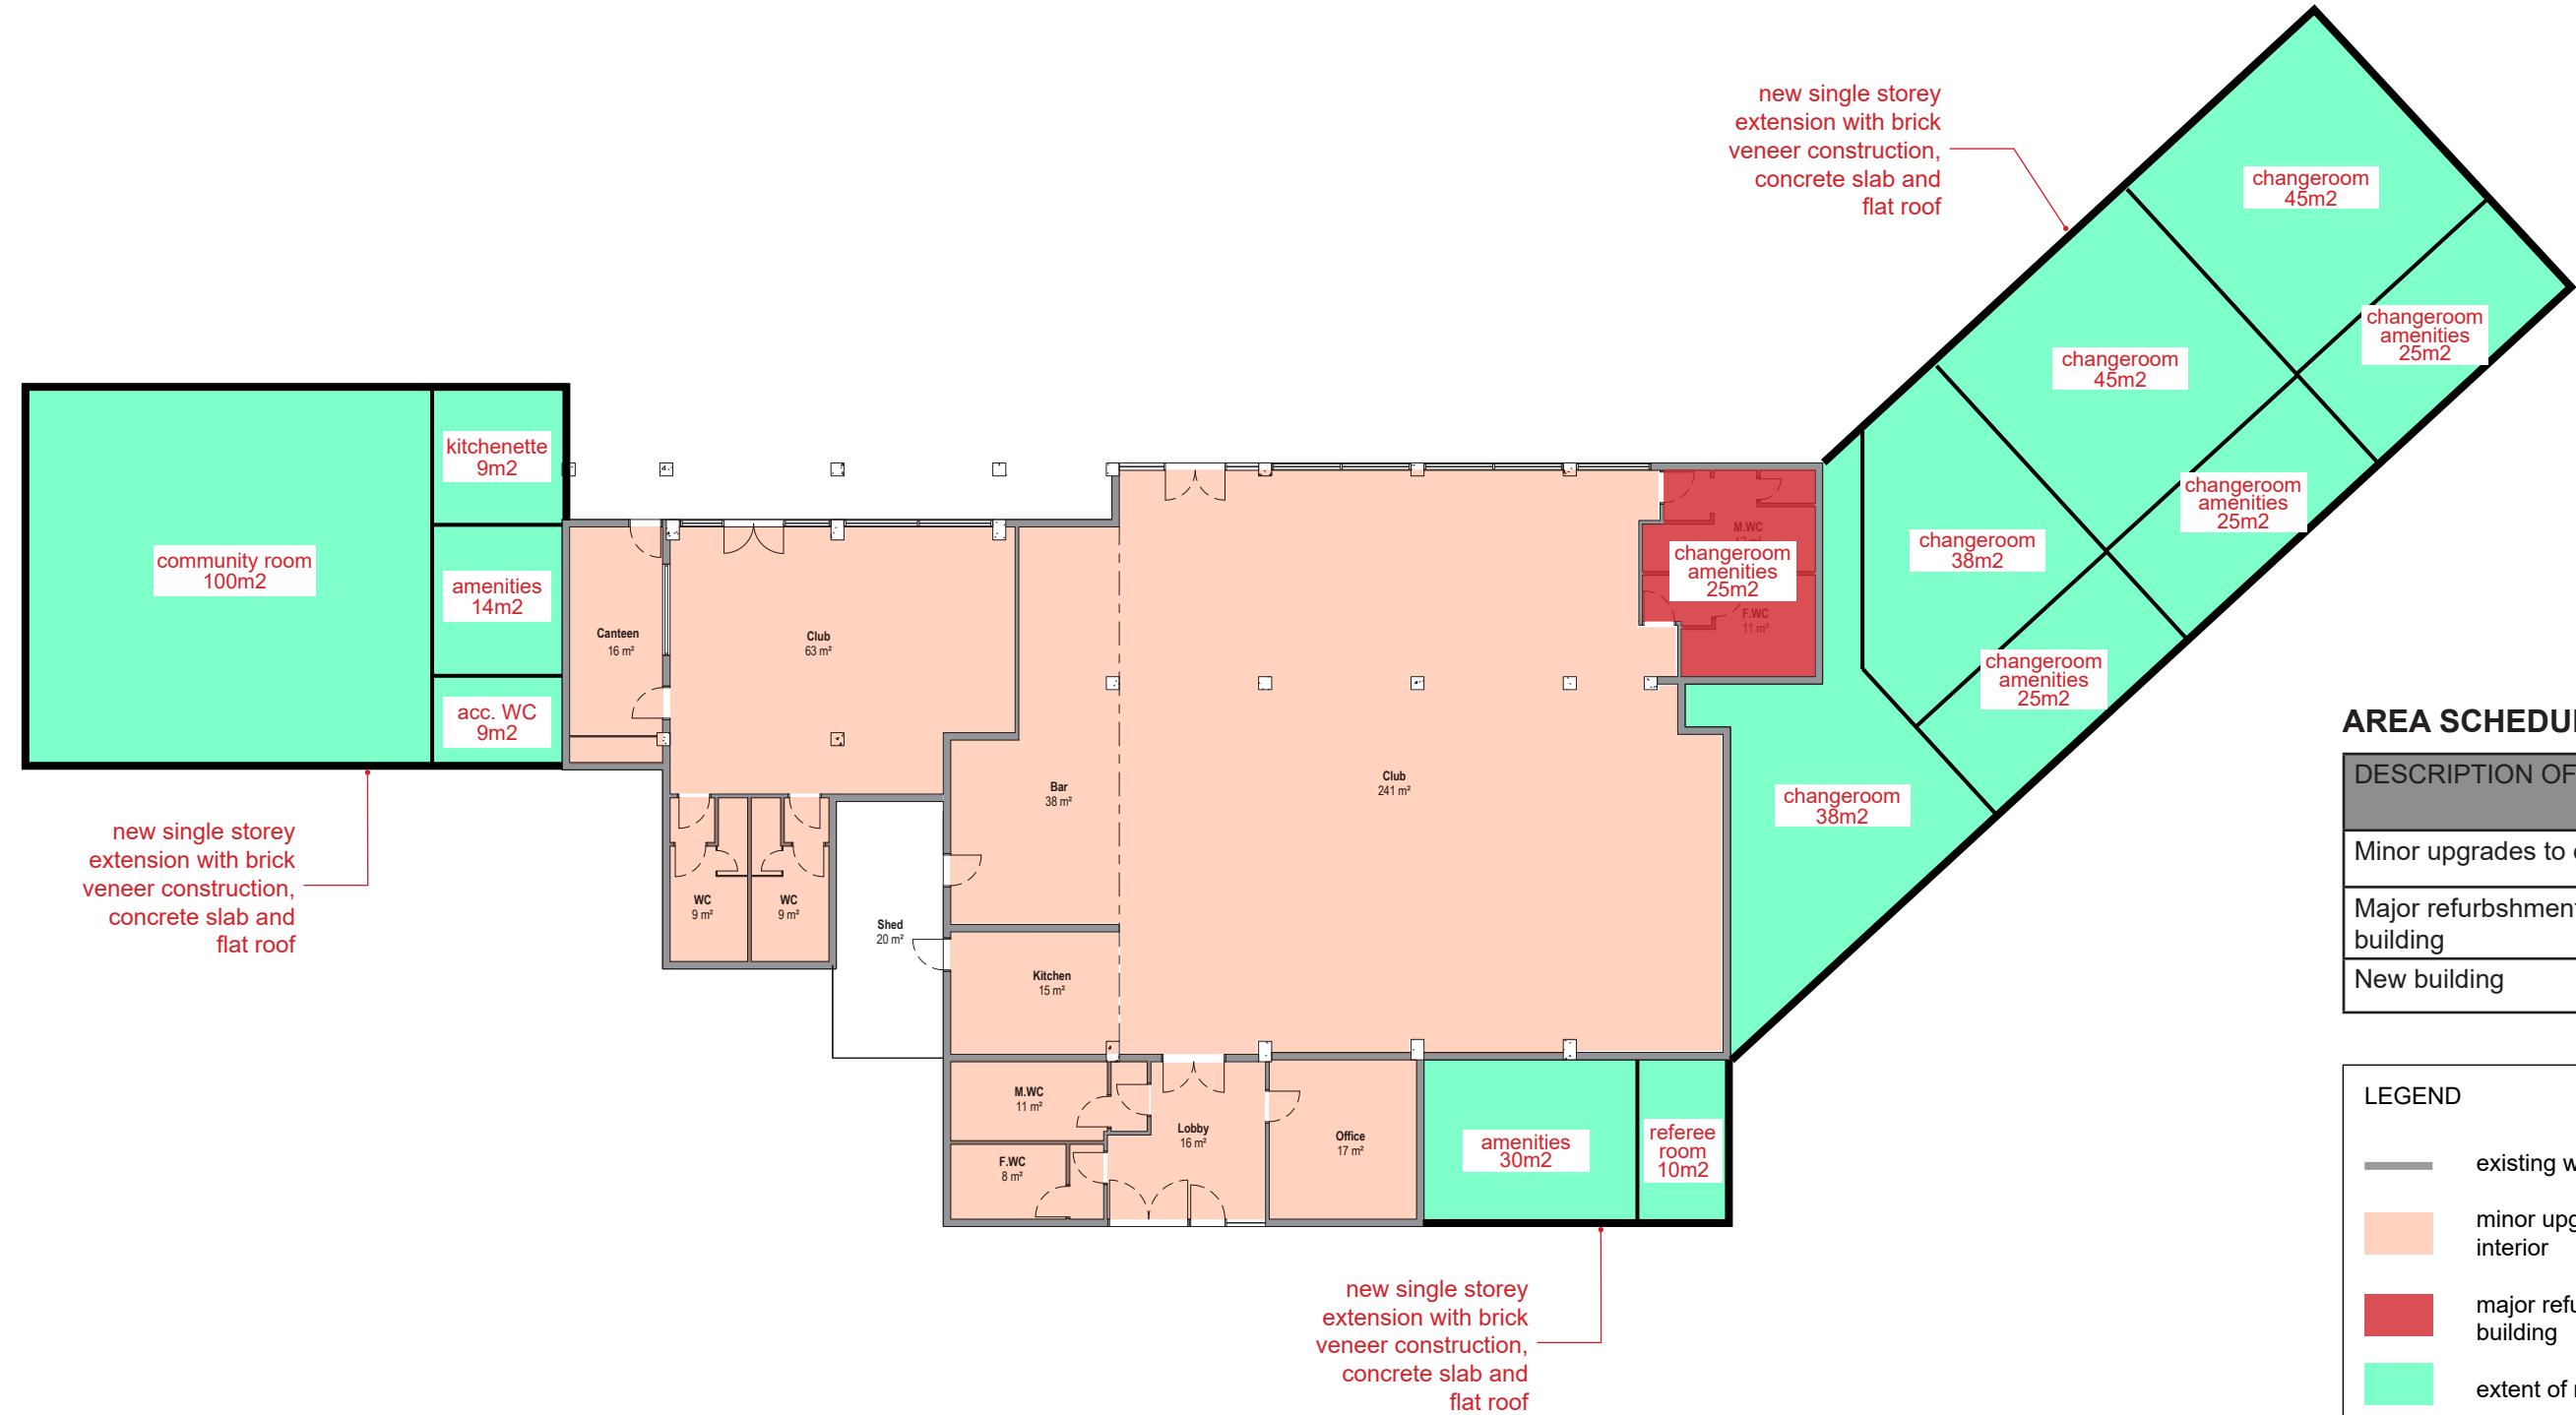 new single storey
extension with brick
veneer construction,
concrete slab and
flat roof
changeroom
45m2
changeroom
amenities
25m2
changeroom
45m2
changeroom
amenities
25m2
changeroom
38m2
changeroom
amenities
25m2
changeroom
38m2
kitchenette
9m2
community room
100m2
amenities
14m2
acc. WC
9m2
new single storey
extension with brick
veneer construction,
concrete slab and
flat roof
Canteen
16 m²
Club
63 m²
M.WC
changeroom
amenities
25m2
F.WC
11 m²
Bar
38 m²
Club
241 m²
WC
9 m²
WC
9 m²
Shed
20 m²
Kitchen
15 m²
M.WC
11 m²
F.WC
8 m²
Lobby
16 m²
Office
17 m²
amenities
30m2
referee
room
10m2
new single storey
extension with brick
veneer construction,
concrete slab and
flat roof
AREA SCHEDU
DESCRIPTION OF
Minor upgrades to
Major refurbshment
building
New building
LEGEND
existing w
minor upg
interior
major refu
building
extent of